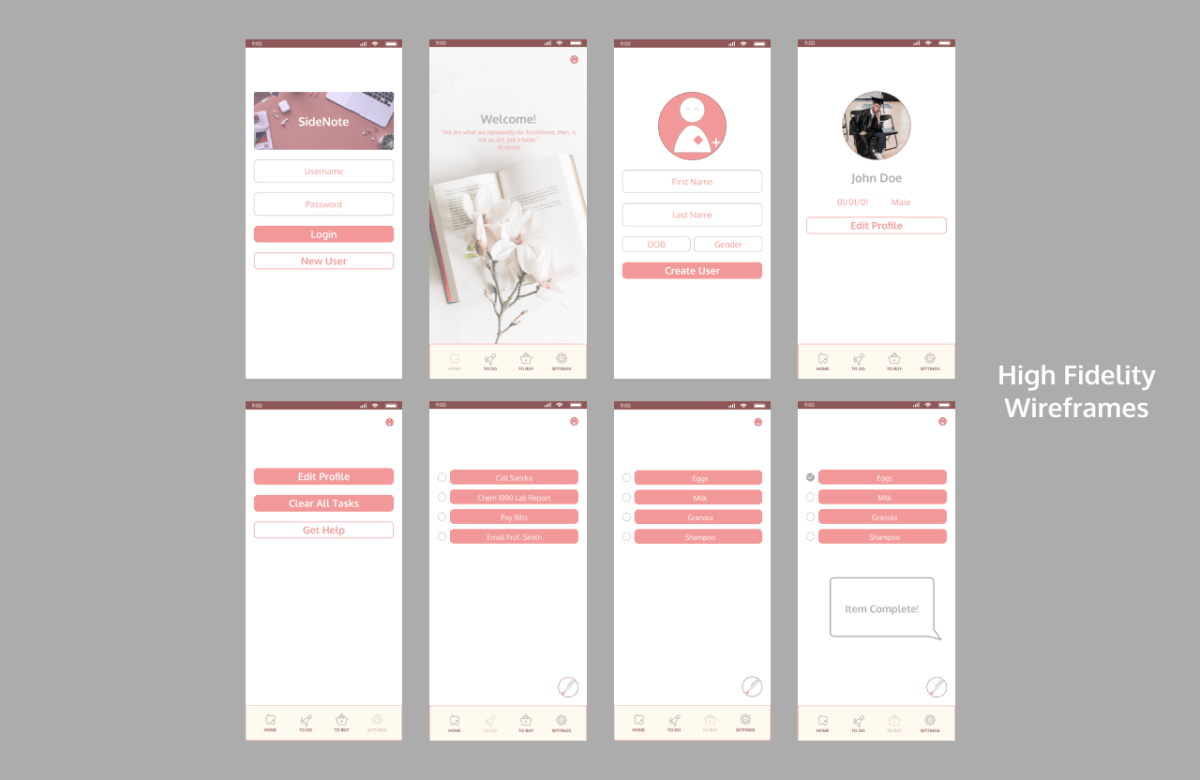 9:00
SideNote
Username
Password
Login
New User
9:00
Welcome!
"We are what we repeatedly do. Excellence, then, is
not an act, but a habit."
-Aristotle
HOME TO DO TO BUY SETTINGS
9:00
First Name
Last Name
DOB Gender
Create User
9:00
John Doe
01/01/01 Male
Edit Profile
HOME TO DO TO BUY SETTINGS
High Fidelity
Wireframes
9:00
Edit Profile
Clear All Tasks
Get Help
HOME TO DO TO BUY SETTINGS
9:00
Call Sandra
Chem 1000 Lab Report
Pay Bills
Email Prof. Smith
HOME TO DO TO BUY SETTINGS
9:00
Eggs
Milk
Granola
Shampoo
HOME TO DO TO BUY SETTINGS
9:00
Eggs
Milk
Granola
Shampoo
Item Complete!
HOME TO DO TO BUY SETTINGS